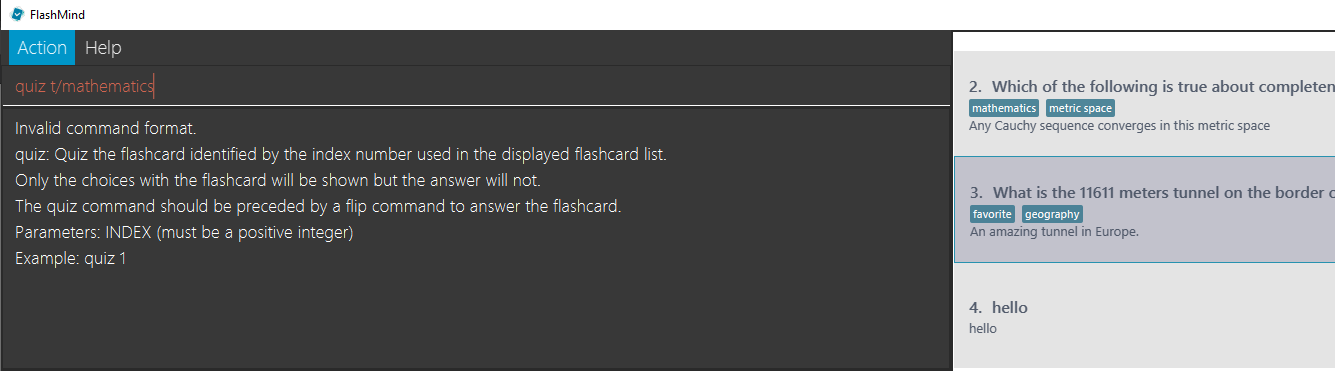 FlashMind
Action Help
quiz t/mathematics
Invalid command format.
quiz: Quiz the flashcard identified by the index number used in the displayed flashcard list.
Only the choices with the flashcard will be shown but the answer will not.
The quiz command should be preceded by a flip command to answer the flashcard.
Parameters: INDEX (must be a positive integer)
Example: quiz 1
2. Which of the following is true about completen
mathematics metric space
Any Cauchy sequence converges in this metric space
3. What is the 11611 meters tunnel on the border
favorite geography
An amazing tunnel in Europe.
4. hello
hello